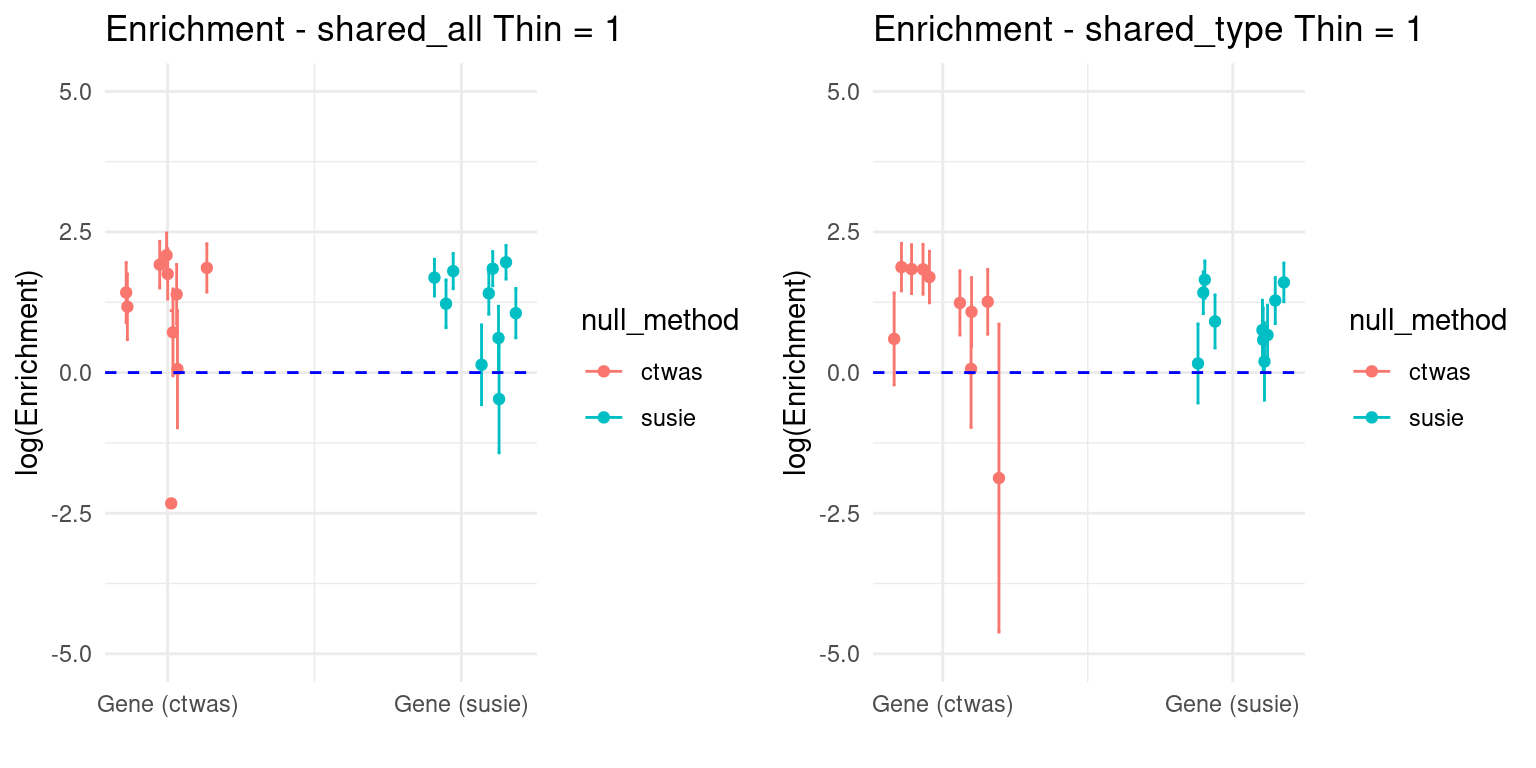 Enrichment - shared_all Thin = 1
5.0
2.5
0.0
-2.5
-5.0
log(Enrichment)
Gene (ctwas)
Gene (susie)
null_method
ctwas
susie
Enrichment - shared_type Thin = 1
5.0
2.5
0.0
-2.5
-5.0
log(Enrichment)
Gene (ctwas)
Gene (susie)
null_method
ctwas
susie